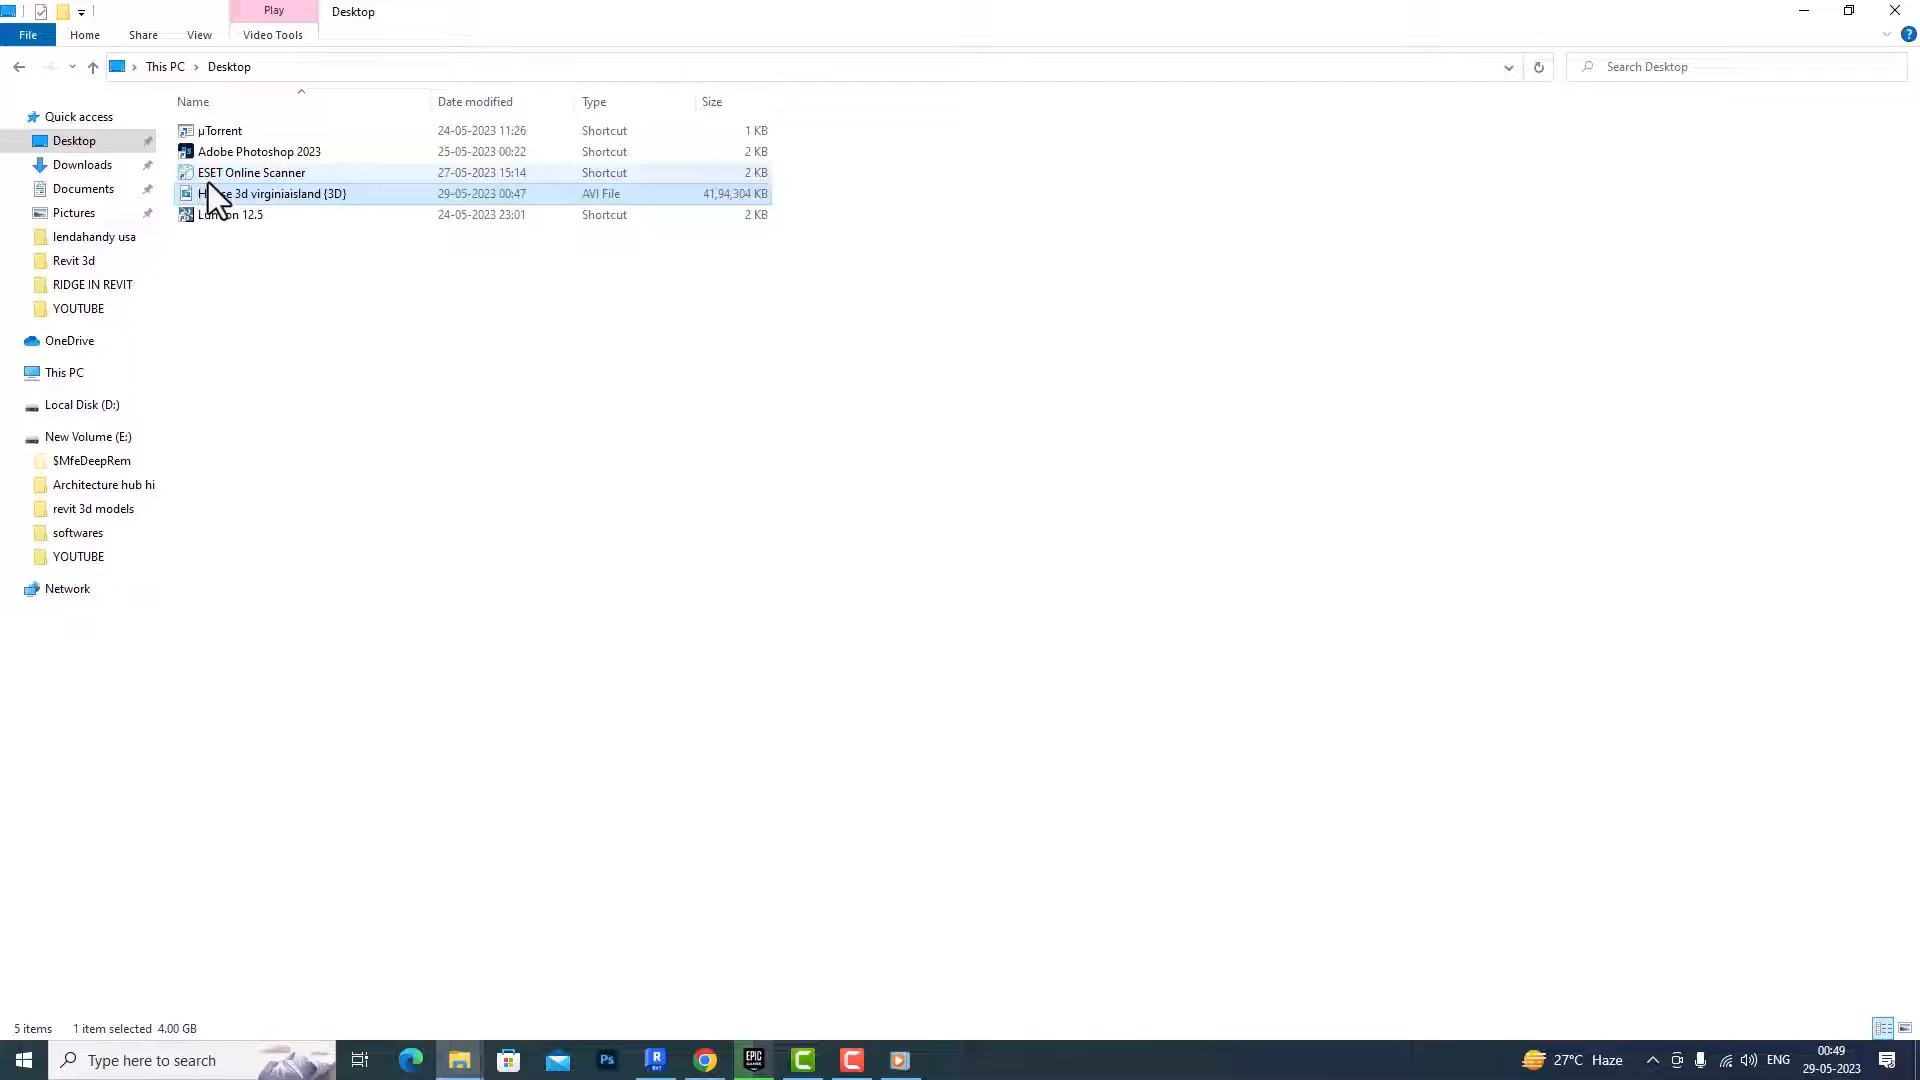 Play
Desktop
File
Home
Share
View
Video Tools
This PC
Desktop
Search Desktop
Name
Date modified
Type
Size
µTorrent
24-05-2023 11:26
Shortcut
1 KB
Adobe Photoshop 2023
25-05-2023 00:22
Shortcut
2 KB
ESET Online Scanner
27-05-2023 15:14
Shortcut
2 KB
3d virginiaisland {3D}
29-05-2023 00:47
AVI File
41,94,304 KB
12.5
24-05-2023 23:01
Shortcut
2 KB
Quick access
Desktop
Downloads
Documents
Pictures
lendahandy usa
Revit 3d
RIDGE IN REVIT
YOUTUBE
OneDrive
This PC
Local Disk (D:)
New Volume (E:)
$MfeDeepRem
Architecture hub hi
revit 3d models
softwares
YOUTUBE
Network
5 items
1 item selected 4.00 GB
Type here to search
Ps
R
RVT
EPIC
GAMES
C
C
27°C Haze
ENG
00:49
29-05-2023